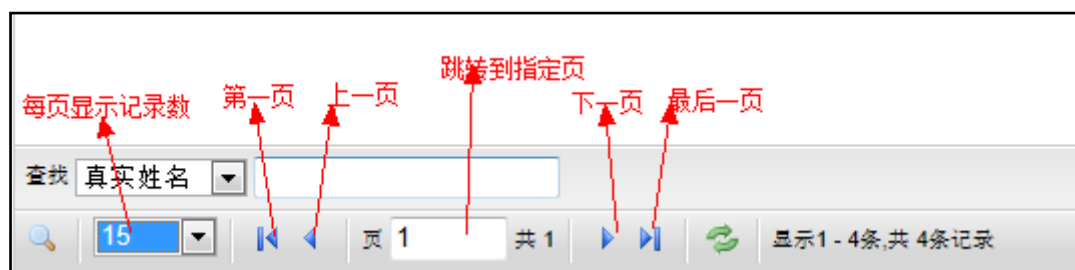 跳转到指定页
每页显示记录数 第一页 上一页 下一页 最后一页
查找 真实姓名
15 页 1 共 1 显示1 - 4条,共 4条记录